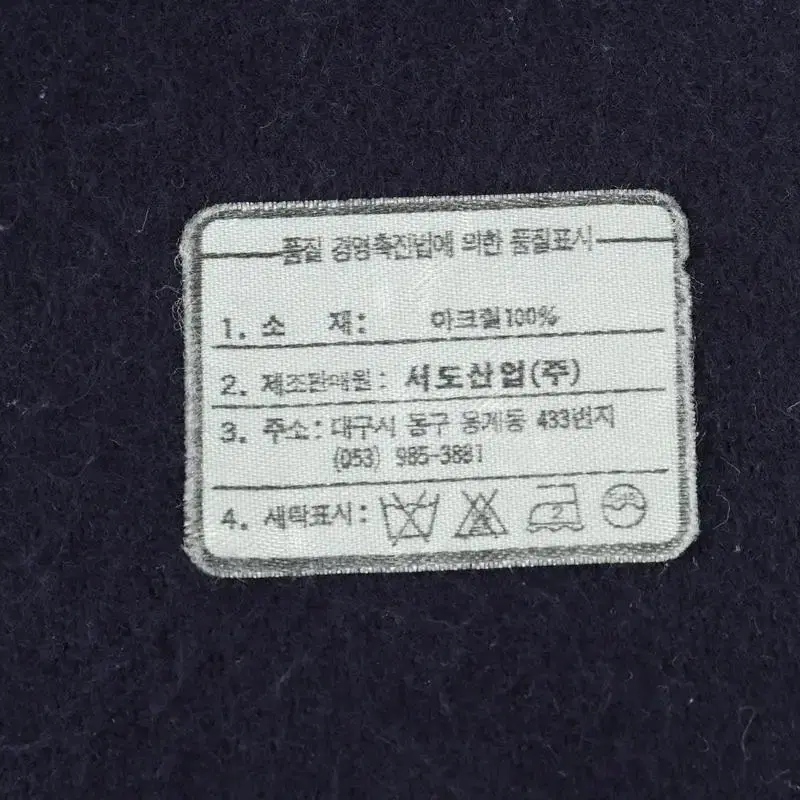 품질 경영촉진법에 의한 품질표시
1. 소 재: 아크릴100%
2. 제조판매원: 서도산업(주)
3. 주소: 대구시 동구 용계동 433번지
(053) 985-3881
4. 세탁표시: